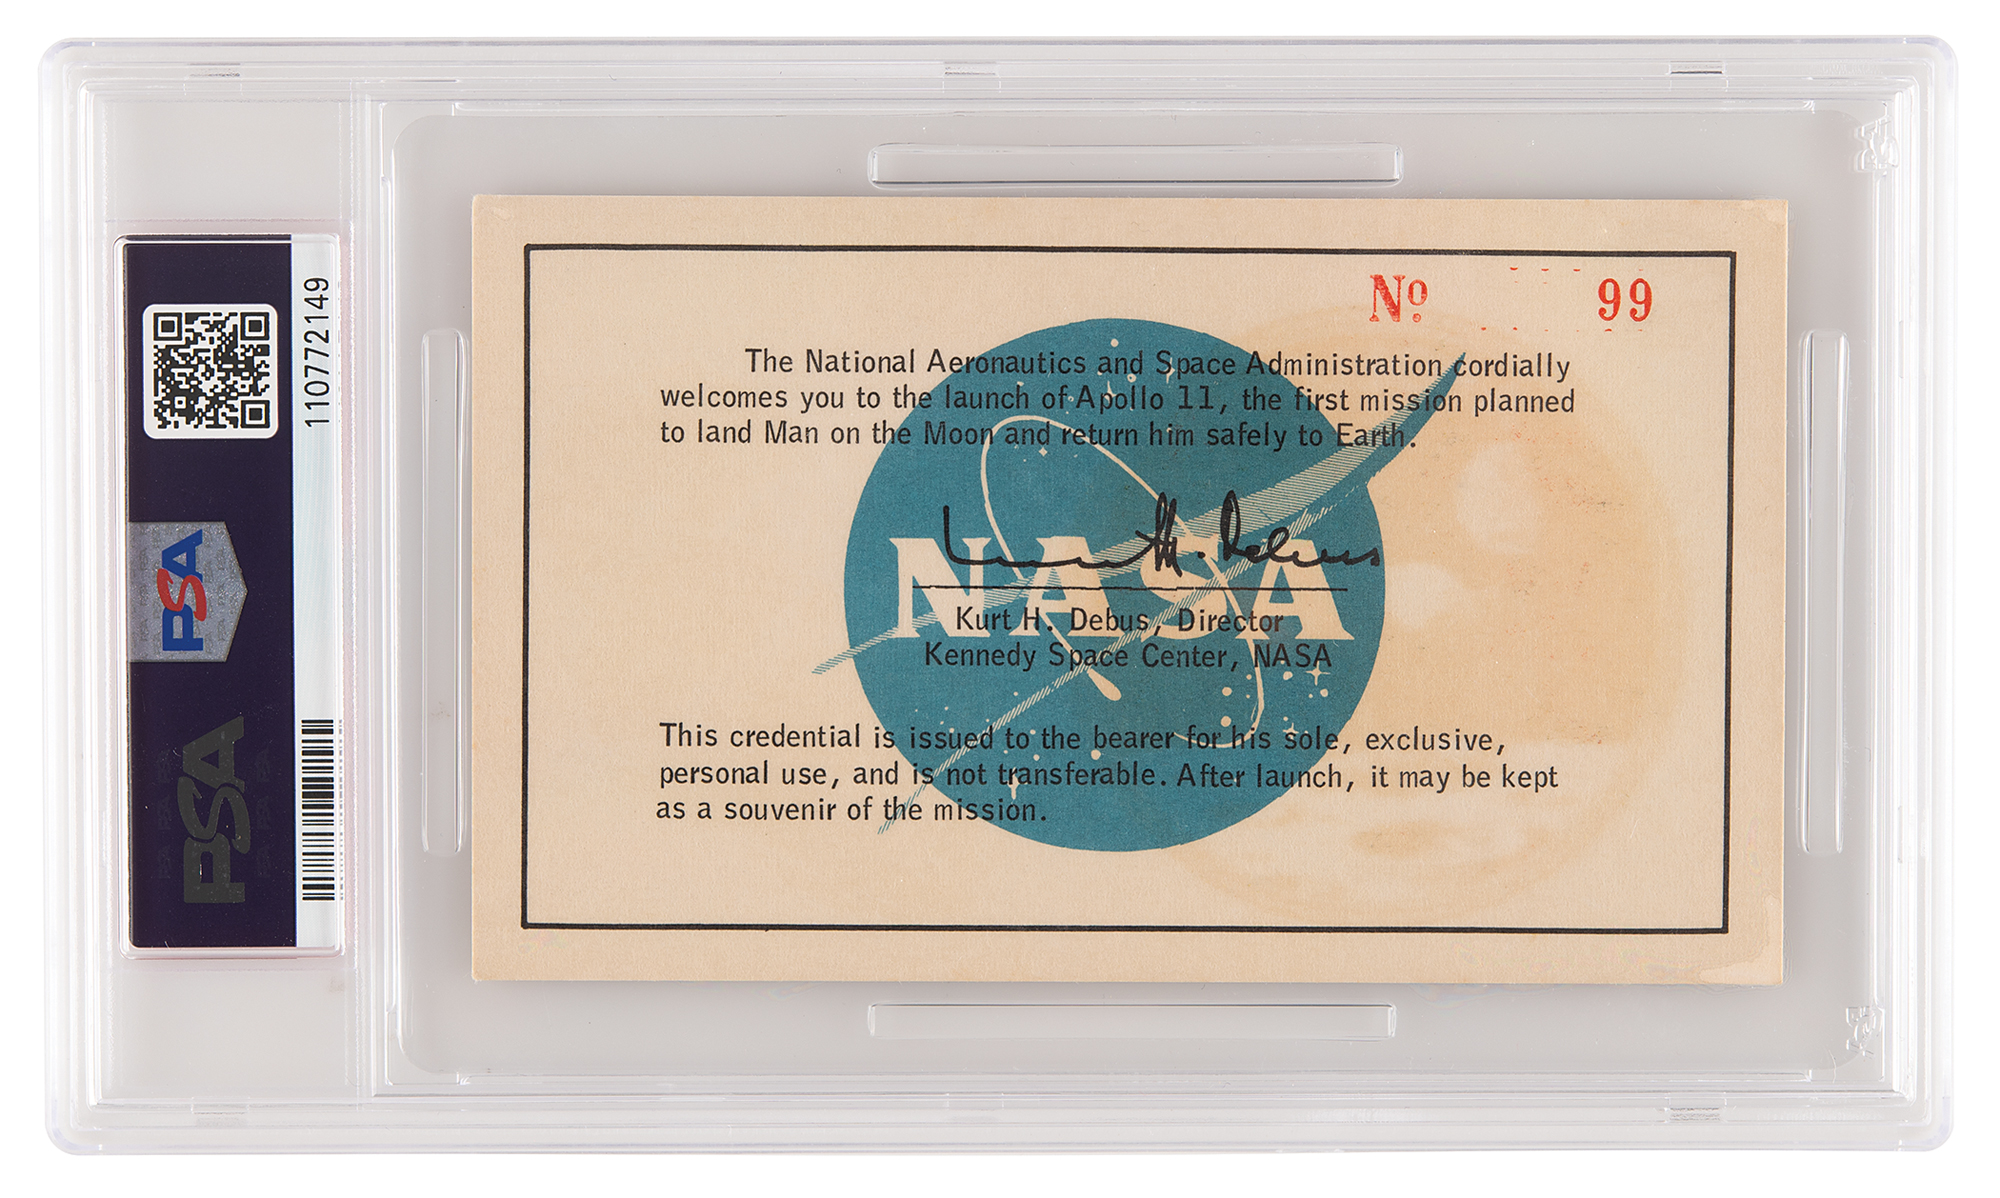 110772149
PSA
PSA
Nº 99
The National Aeronautics and Space Administration cordially
welcomes you to the launch of Apollo 11, the first mission planned
to land Man on the Moon and return him safely to Earth.
Kurt H. Debus
NASA
Kurt H. Debus, Director
Kennedy Space Center, NASA
This credential is issued to the bearer for his sole, exclusive,
personal use, and is not transferable. After launch, it may be kept
as a souvenir of the mission.